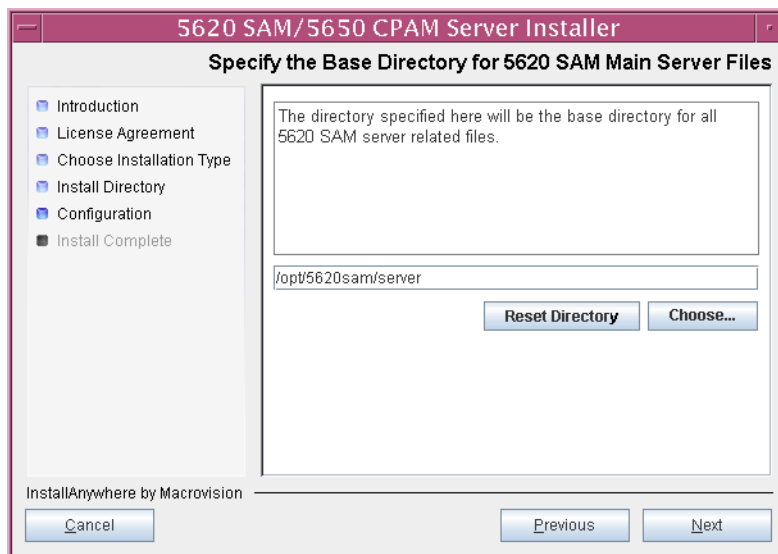 5620 SAM/5650 CPAM Server Installer
Specify the Base Directory for 5620 SAM Main Server Files
Introduction
License Agreement
Choose Installation Type
Install Directory
Configuration
Install Complete
The directory specified here will be the base directory for all
5620 SAM server related files.
/opt/5620sam/server
Reset Directory
Choose...
InstallAnywhere by Macrovision
Cancel
Previous
Next